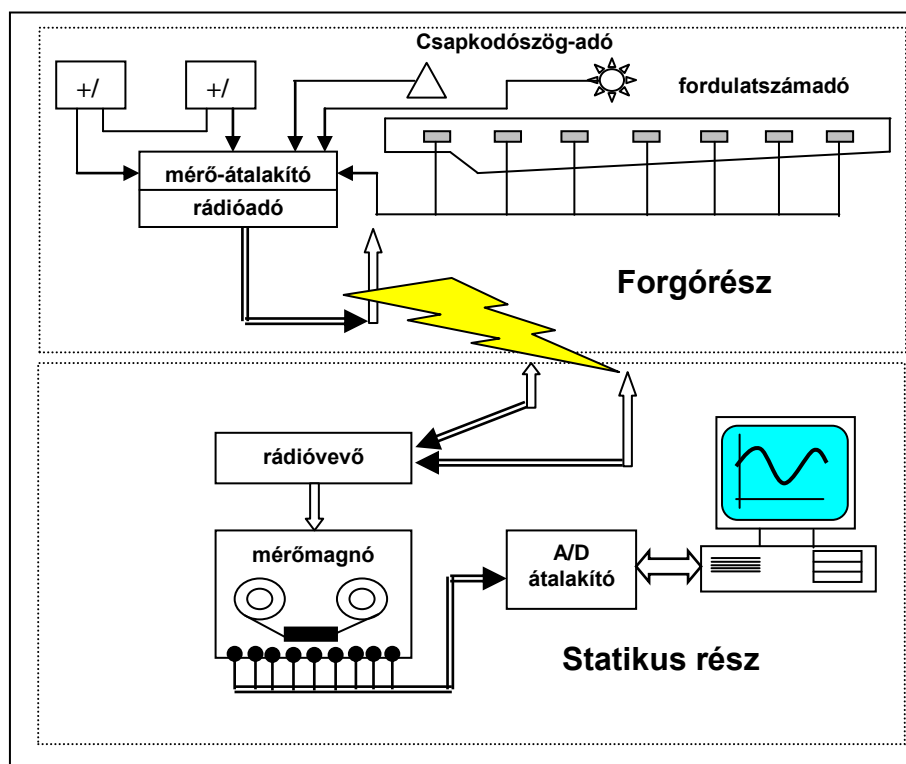 Csapkodószög-adó
+/
+/
fordulatszámadó
mérő-átalakító
rádióadó
Forgórész
rádióvevő
mérőmagnó
A/D
átalakító
Statikus rész